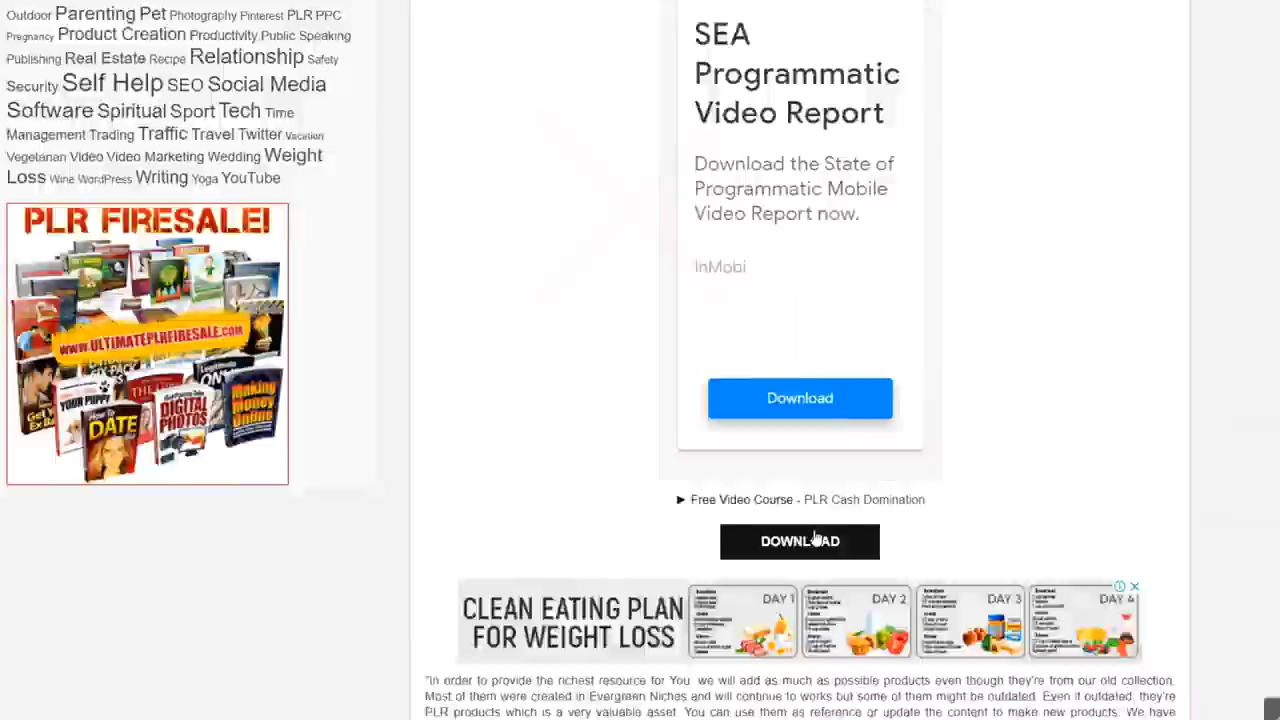 Outdoor Parenting Pet Photography Pinterest PLR PPC
Pregnancy Product Creation Productivity Public Speaking
Publishing Real Estate Recipe Relationship Safety
Security Self Help SEO Social Media
Software Spiritual Sport Tech Time
Management Trading Traffic Travel Twitter Vacation
Vegetarian Video Video Marketing Wedding Weight
Loss Wine WordPress Writing Yoga YouTube
PLR FIRESALE!
WWW.ULTIMATEPLRFIRESALE.COM
YOUR PUPPY
How To
DATE
DIGITAL
PHOTOS
Making
Money
Online
SEA
Programmatic
Video Report
Download the State of
Programmatic Mobile
Video Report now.
InMobi
Download
► Free Video Course - PLR Cash Domination
DOWNLOAD
CLEAN EATING PLAN
FOR WEIGHT LOSS
DAY 1
DAY 2
DAY 3
DAY 4
"In order to provide the richest resource for You we will add as much as possible products even though they're from our old collection.
Most of them were created in Evergreen Niches and will continue to works but some of them might be outdated. Even if outdated, they're
PLR products which is a very valuable asset. You can use them as reference or update the content to make new products. We have